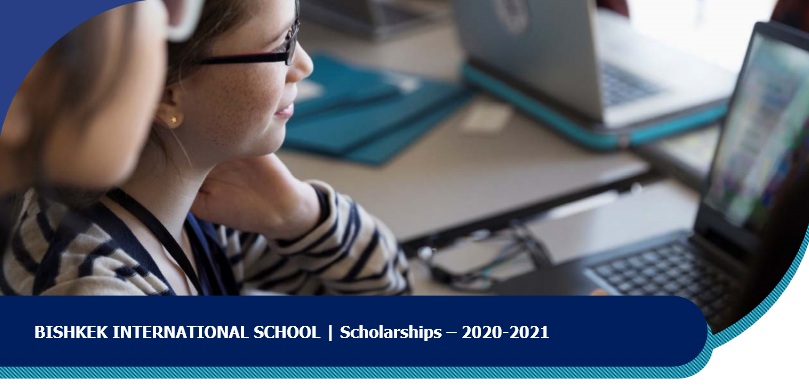 BISHKEK INTERNATIONAL SCHOOL | Scholarships – 2020-2021